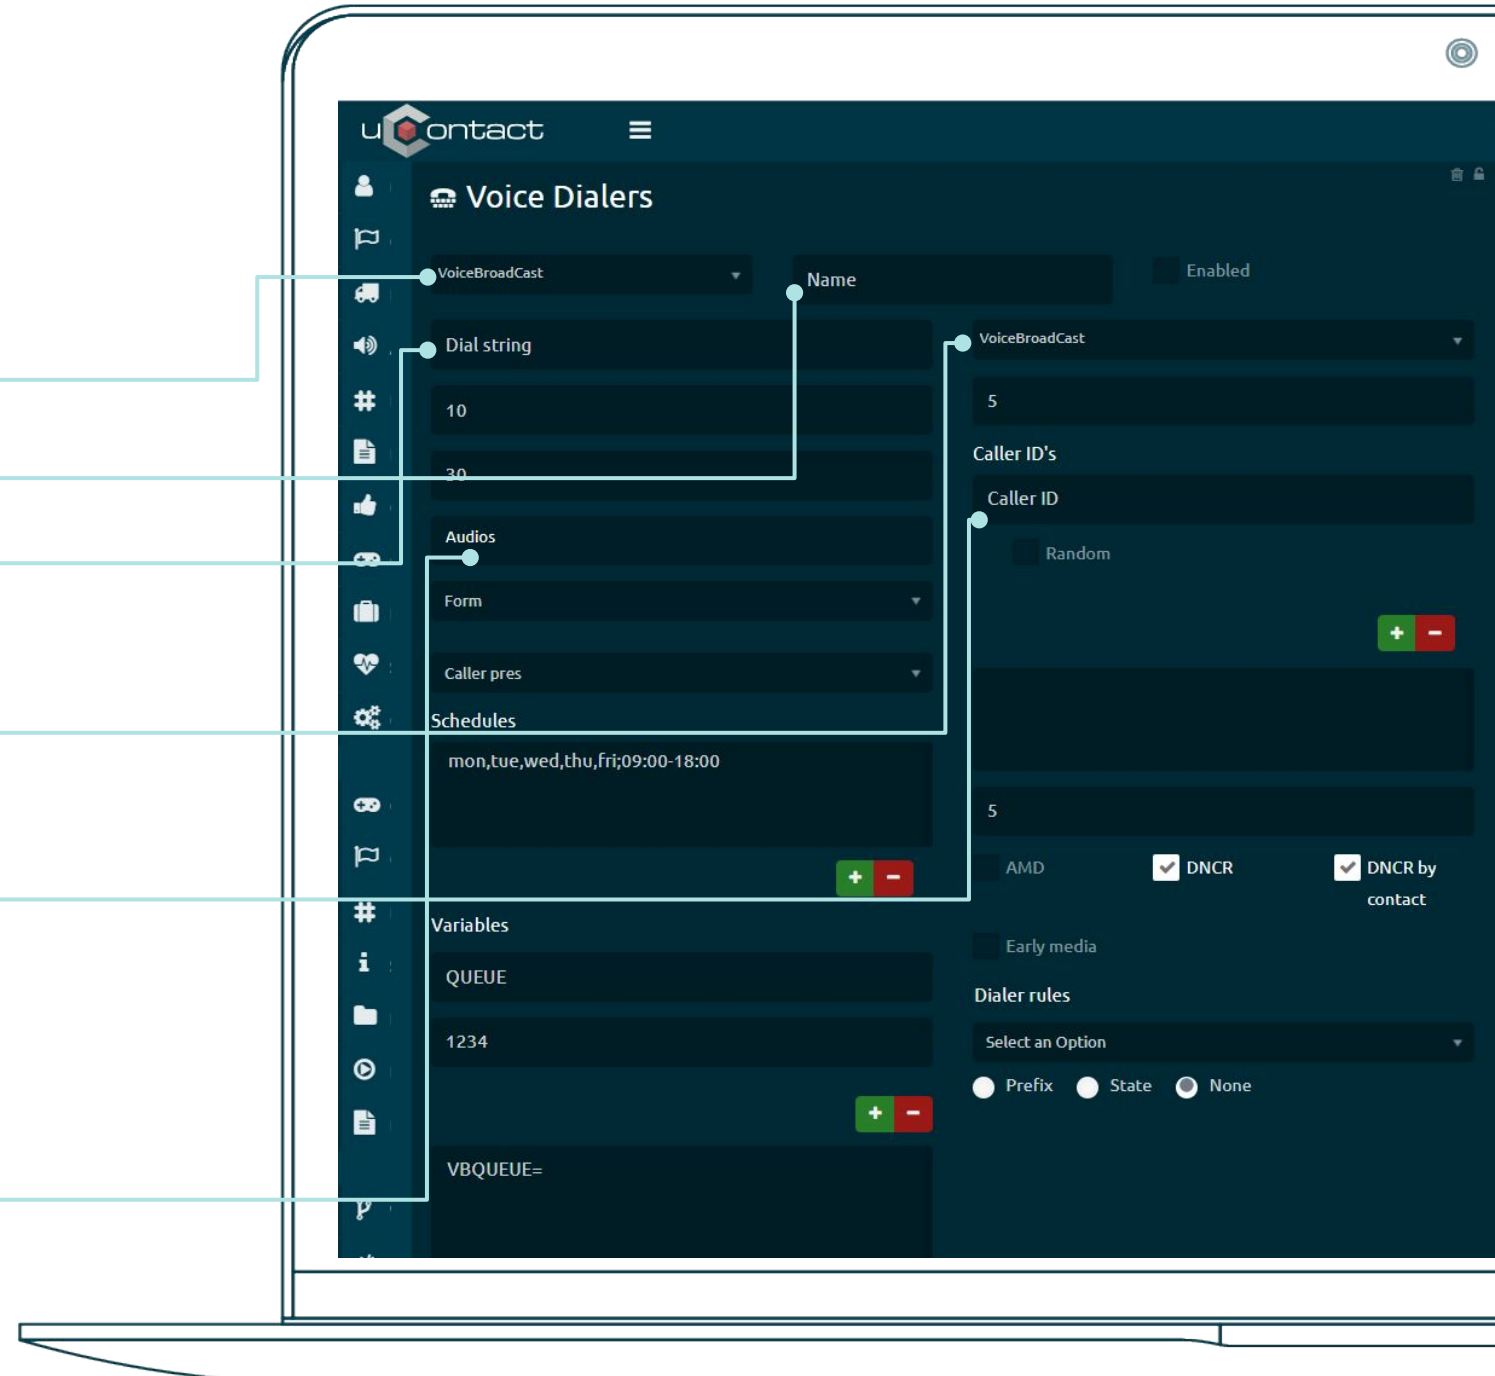 uContact
Voice Dialers
VoiceBroadCast
Name
Enabled
Dial string
10
30
Audios
Form
Caller pres
Schedules
mon,tue,wed,thu,fri;09:00-18:00
Variables
QUEUE
1234
VBQUEUE=
VoiceBroadCast
5
Caller ID's
Caller ID
Random
5
AMD
DNCR
DNCR by
contact
Early media
Dialer rules
Select an Option
Prefix
State
None